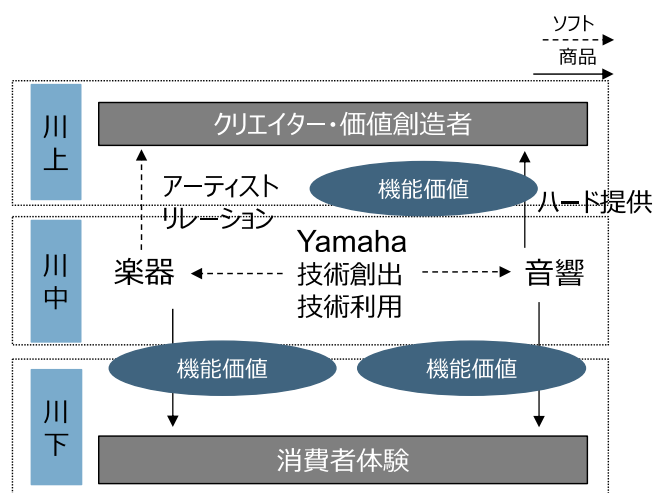 ソフト
商品
川上
クリエイター・価値創造者
アーティスト
リレーション
機能価値
ハード提供
川中
楽器
Yamaha
技術創出
技術利用
音響
機能価値
機能価値
川下
消費者体験